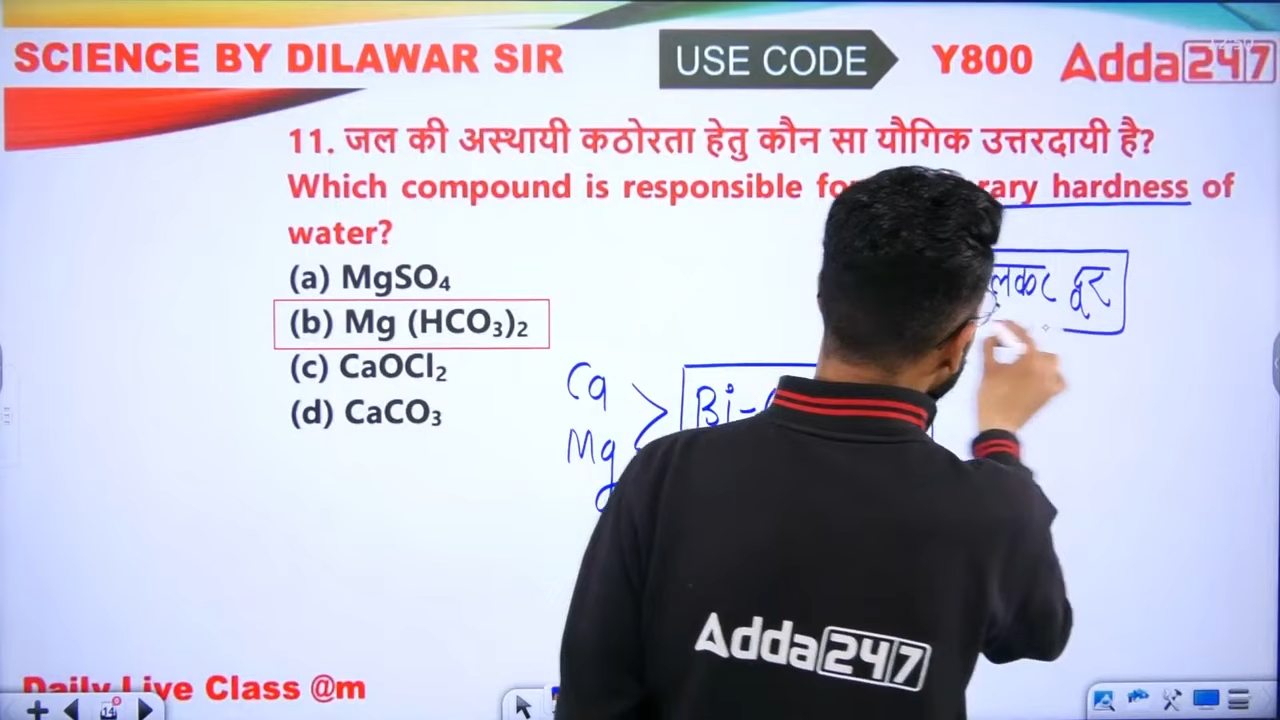 SCIENCE BY DILAWAR SIR
USE CODE Y800 Adda247
11. जल की अस्थायी कठोरता हेतु कौन सा यौगिक उत्तरदायी है?
Which compound is responsible hardness of
water?
(a) MgSO₄
(b) Mg (HCO₃)₂
(c) CaOCl₂
(d) CaCO₃
दूर
Ca
Mg
Bi-
Adda247
Daily Live Class @m
14